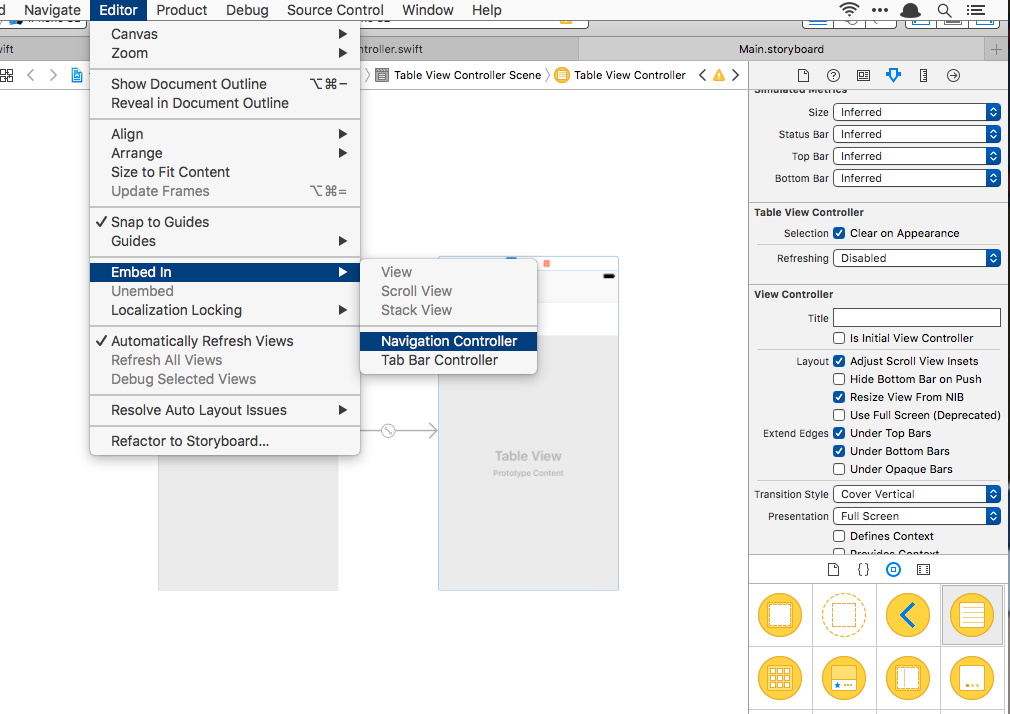 Navigate Editor Product Debug Source Control Window Help
ntroller.swift
Main.storyboard
Table View Controller Scene Table View Controller
Canvas
Zoom
Show Document Outline ⌥⌘–
Reveal in Document Outline
Align
Arrange
Size to Fit Content
Update Frames ⌥⌘=
✓ Snap to Guides
Guides
Embed In
Unembed
Localization Locking
✓ Automatically Refresh Views
Refresh All Views
Debug Selected Views
Resolve Auto Layout Issues
Refactor to Storyboard...
View
Scroll View
Stack View
Navigation Controller
Tab Bar Controller
Table View
Prototype Content
Simulated Metrics
Size Inferred
Status Bar Inferred
Top Bar Inferred
Bottom Bar Inferred
Table View Controller
Selection Clear on Appearance
Refreshing Disabled
View Controller
Title
Is Initial View Controller
Layout Adjust Scroll View Insets
Hide Bottom Bar on Push
Resize View From NIB
Use Full Screen (Deprecated)
Extend Edges Under Top Bars
Under Bottom Bars
Under Opaque Bars
Transition Style Cover Vertical
Presentation Full Screen
Defines Context
Provides Context